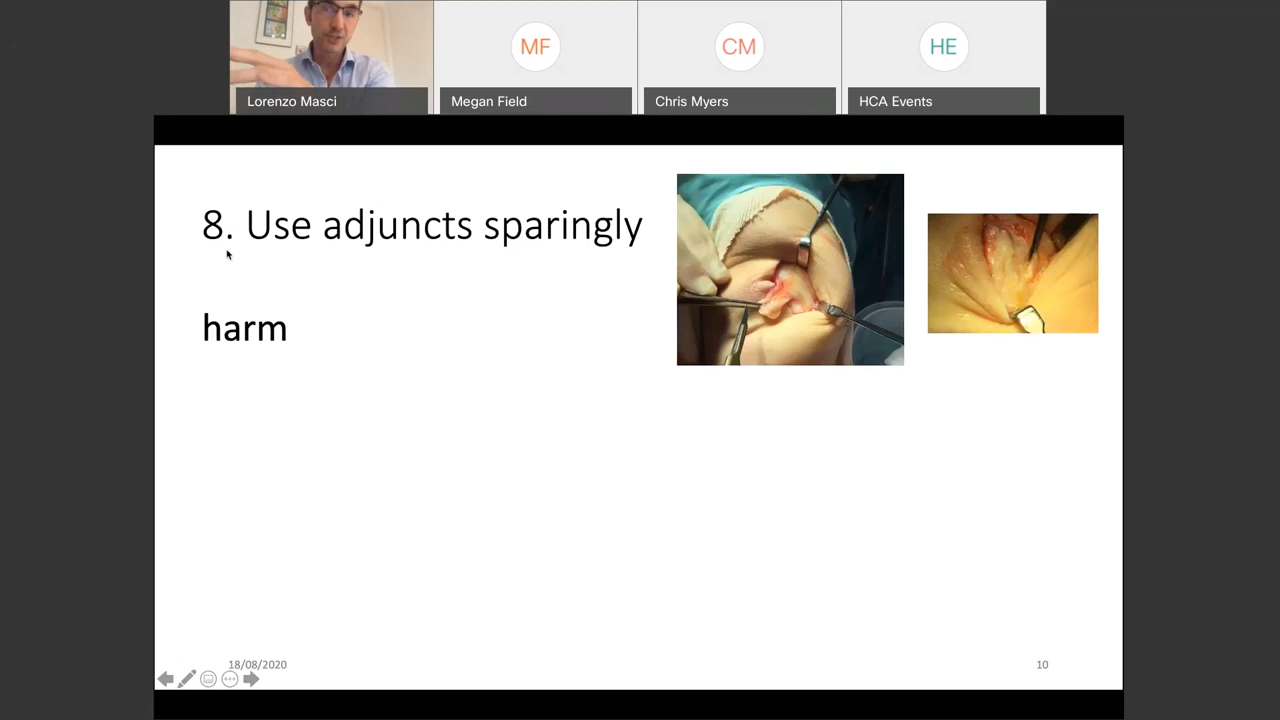 MF
CM
HE
Lorenzo Masci
Megan Field
Chris Myers
HCA Events
8. Use adjuncts sparingly
harm
18/08/2020
10